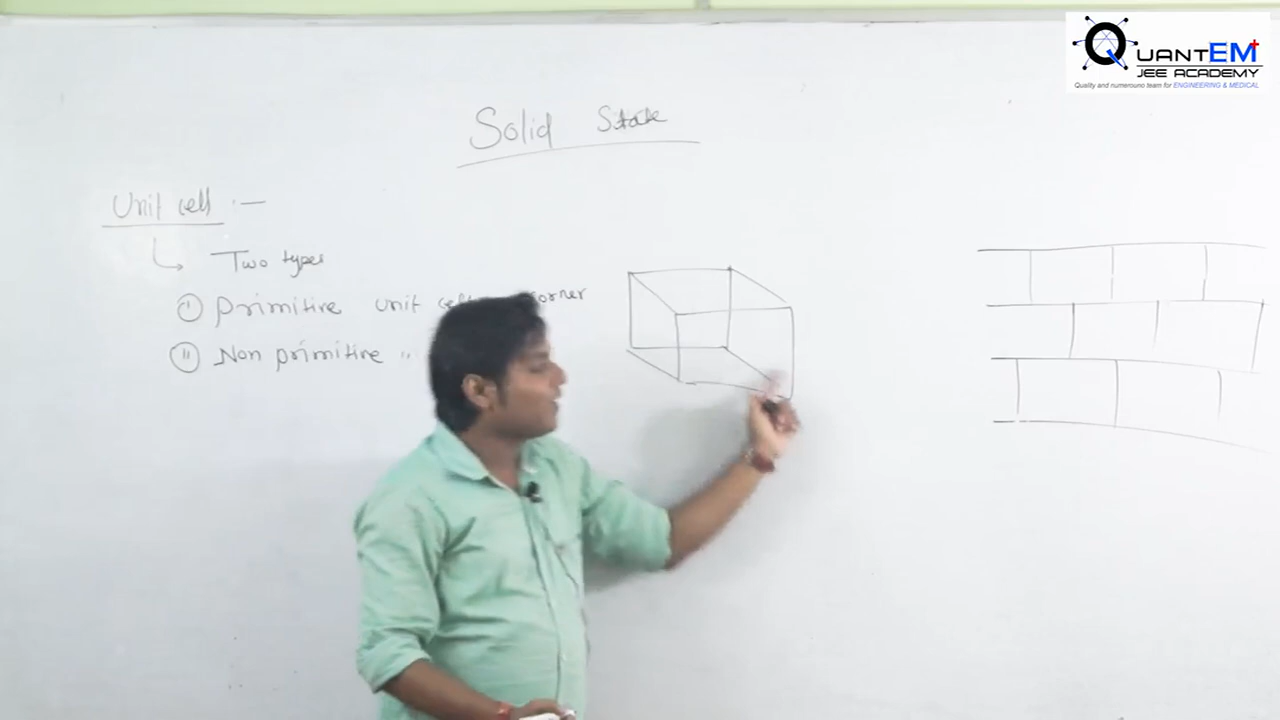 Solid State
Unit cell :-
Two types
(i) Primitive unit cell corner
(ii) Non primitive "
QUANTEM
JEE ACADEMY
Quality and numerouno team for ENGINEERING & MEDICAL